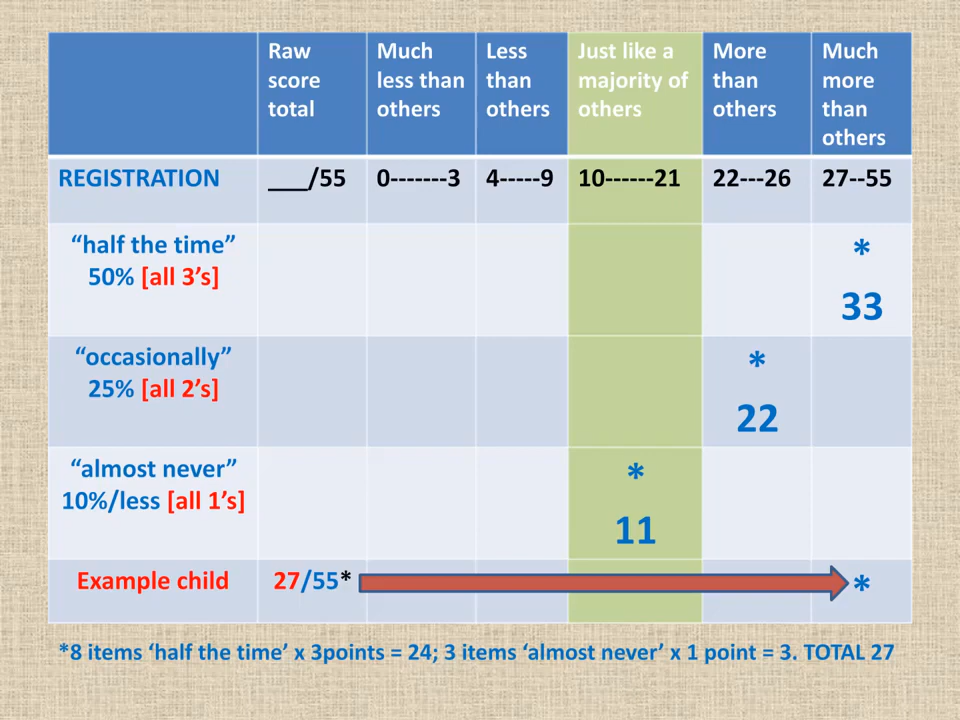 Raw score total
Much less than others
Less than others
Just like a majority of others
More than others
Much more than others
REGISTRATION ___/55 0-------3 4-----9 10------21 22---26 27--55
“half the time”
50% [all 3’s]
*
33
“occasionally”
25% [all 2’s]
*
22
“almost never”
10%/less [all 1’s]
*
11
Example child 27/55* *
*8 items ‘half the time’ x 3points = 24; 3 items ‘almost never’ x 1 point = 3. TOTAL 27